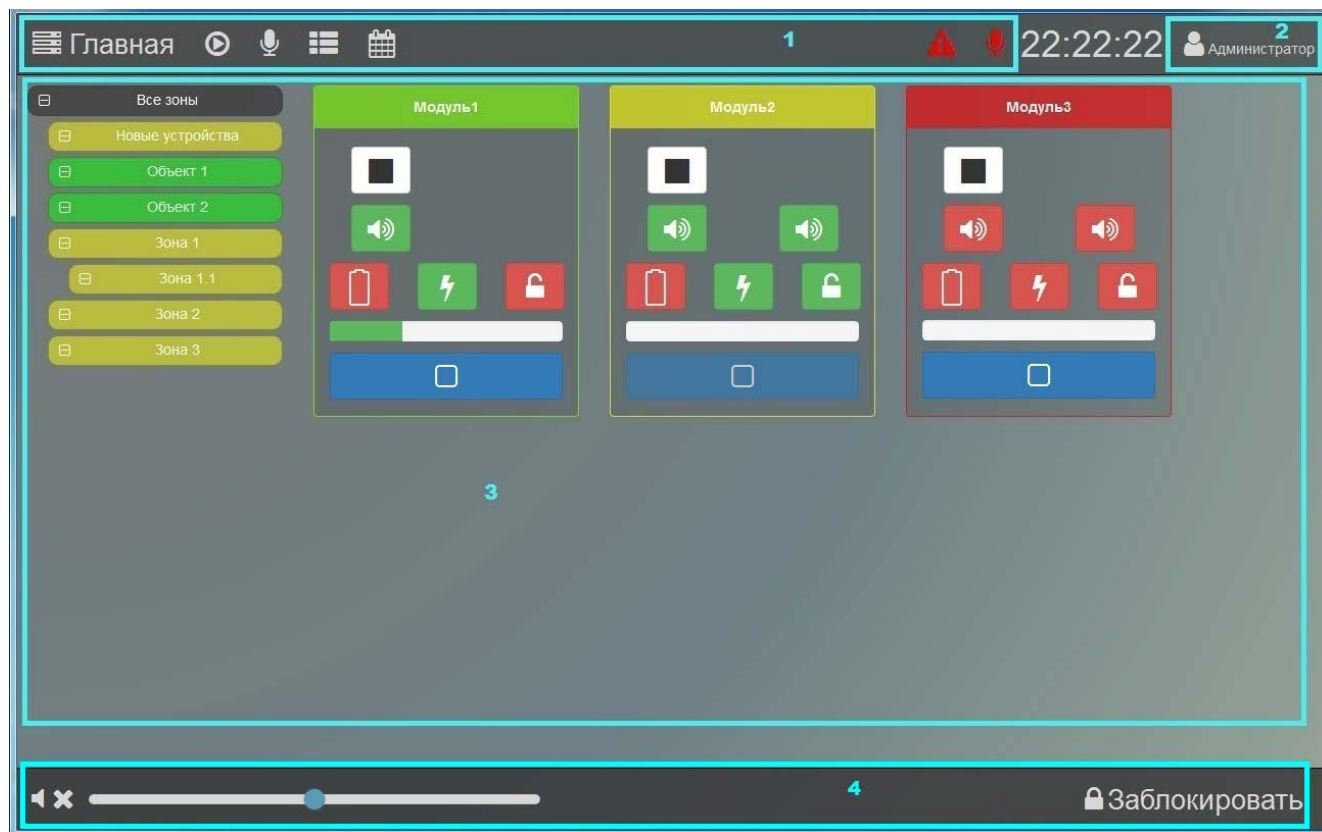 Главная
1
22:22:22
2
Администратор
Все зоны
Новые устройства
Объект 1
Объект 2
Зона 1
Зона 1.1
Зона 2
Зона 3
Модуль1
Модуль2
Модуль3
3
4
Заблокировать